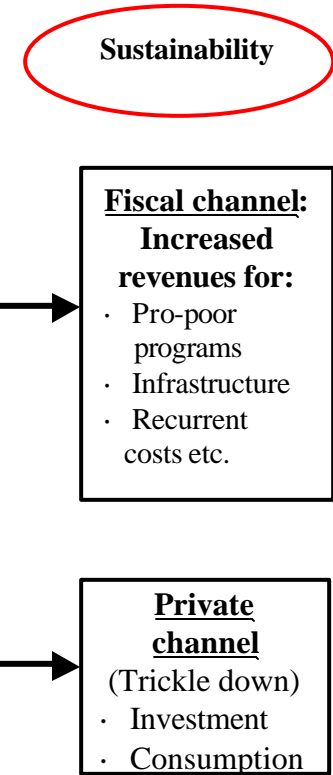 Sustainability
Fiscal channel:
Increased
revenues for:
· Pro-poor
programs
· Infrastructure
· Recurrent
costs etc.
Private
channel
(Trickle down)
· Investment
· Consumption